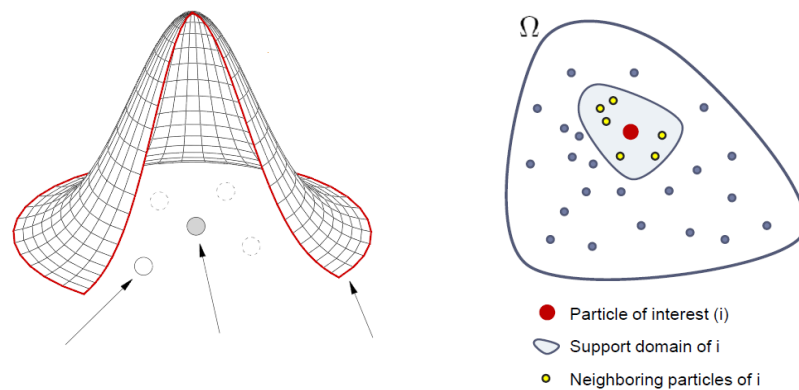 Ω
Particle of interest (i)
Support domain of i
Neighboring particles of i